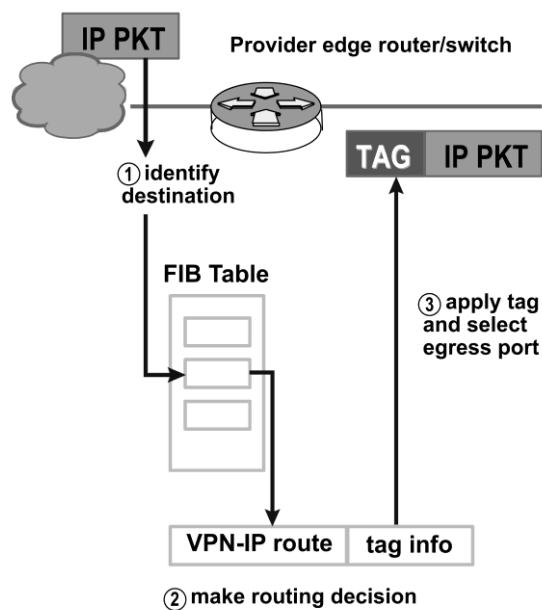 IP PKT
Provider edge router/switch
TAG IP PKT
① identify
destination
FIB Table
③ apply tag
and select
egress port
VPN-IP route
tag info
② make routing decision